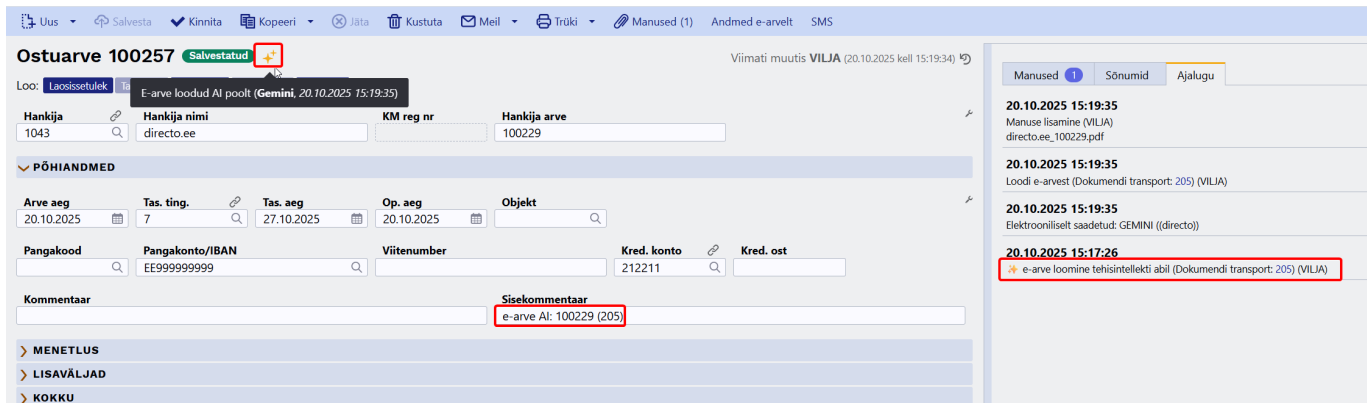 Uus Salvesta Kinnita Kopeeri Jäta Kustuta Meil Trüki Manused (1) Andmed e-arvelt SMS
Ostuarve 100257 Salvestatud
Viimati muutis VILJA (20.10.2025 kell 15:19:34)
Loo: Laosissetulek
E-arve loodud AI poolt (Gemini, 20.10.2025 15:19:35)
Hankija Hankija nimi KM reg nr Hankija arve
1043 directo.ee 100229
PÕHIANDMED
Arve aeg Tas. ting. Tas. aeg Op. aeg Objekt
20.10.2025 7 27.10.2025 20.10.2025
Pangakood Pangakonto/IBAN Viitenumber Kred. konto Kred. ost
EE999999999 212211
Kommentaar Sisekommentaar
e-arve AI: 100229 (205)
MENETLUS
LISAVÄLJAD
KOKKU
Manused 1 Sõnumid Ajalugu
20.10.2025 15:19:35
Manuse lisamine (VILJA)
directo.ee_100229.pdf
20.10.2025 15:19:35
Loodi e-arvest (Dokumendi transport: 205) (VILJA)
20.10.2025 15:19:35
Elektrooniliselt saadetud: GEMINI ((directo))
20.10.2025 15:17:26
e-arve loomine tehisintellekti abil (Dokumendi transport: 205) (VILJA)